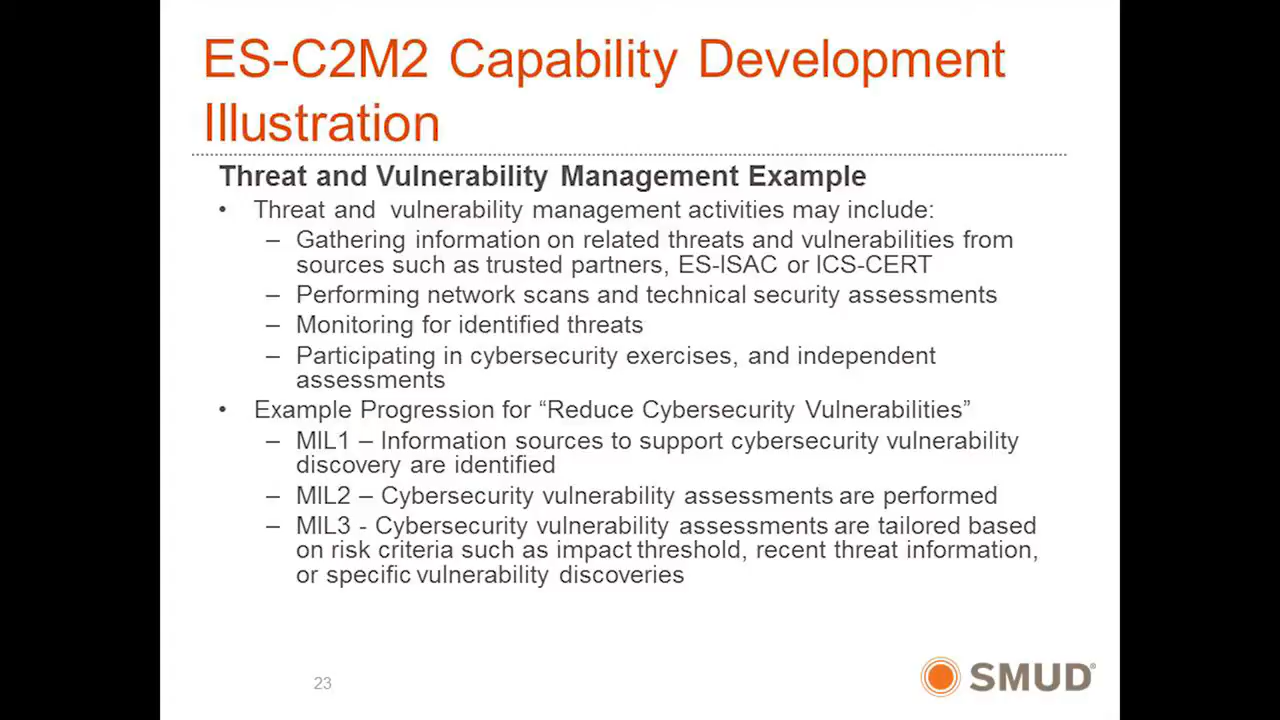 ES-C2M2 Capability Development
Illustration
Threat and Vulnerability Management Example
• Threat and vulnerability management activities may include:
– Gathering information on related threats and vulnerabilities from
sources such as trusted partners, ES-ISAC or ICS-CERT
– Performing network scans and technical security assessments
– Monitoring for identified threats
– Participating in cybersecurity exercises, and independent
assessments
• Example Progression for “Reduce Cybersecurity Vulnerabilities”
– MIL1 – Information sources to support cybersecurity vulnerability
discovery are identified
– MIL2 – Cybersecurity vulnerability assessments are performed
– MIL3 - Cybersecurity vulnerability assessments are tailored based
on risk criteria such as impact threshold, recent threat information,
or specific vulnerability discoveries
23
SMUD®